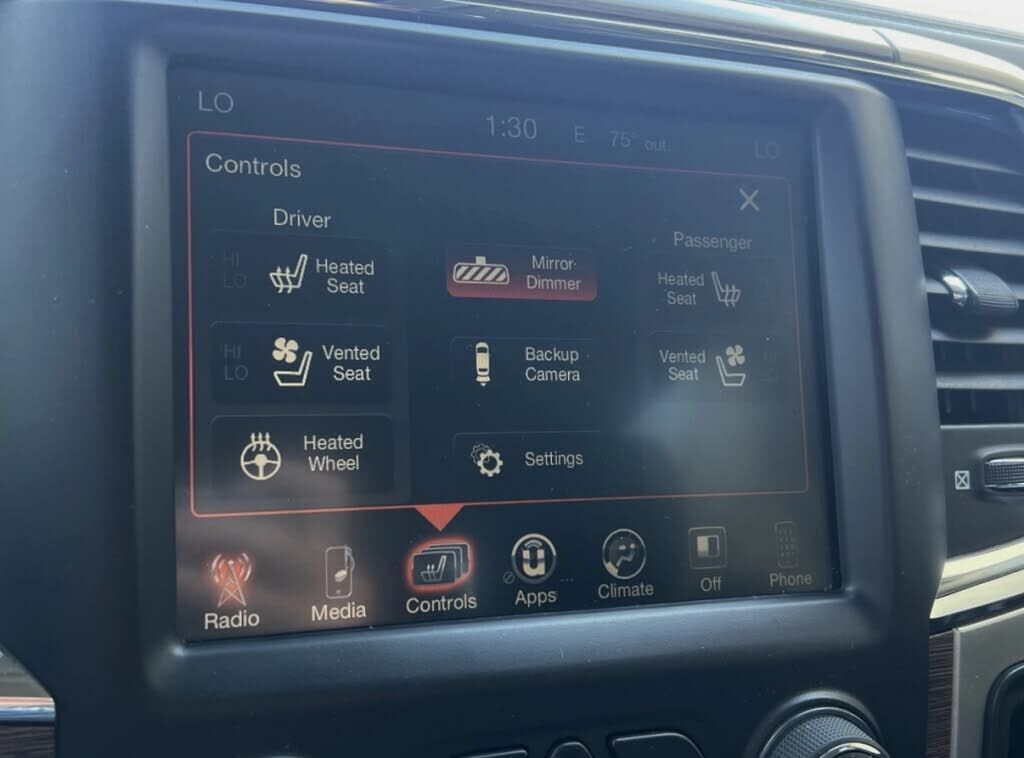 LO
1:30 E 75° out
LO
Controls
Driver
Passenger
HI
LO
Heated
Seat
Mirror
Dimmer
Heated
Seat
HI
LO
Vented
Seat
Backup
Camera
Vented
Seat
Heated
Wheel
Settings
Radio
Media
Controls
Apps
Climate
Off
Phone